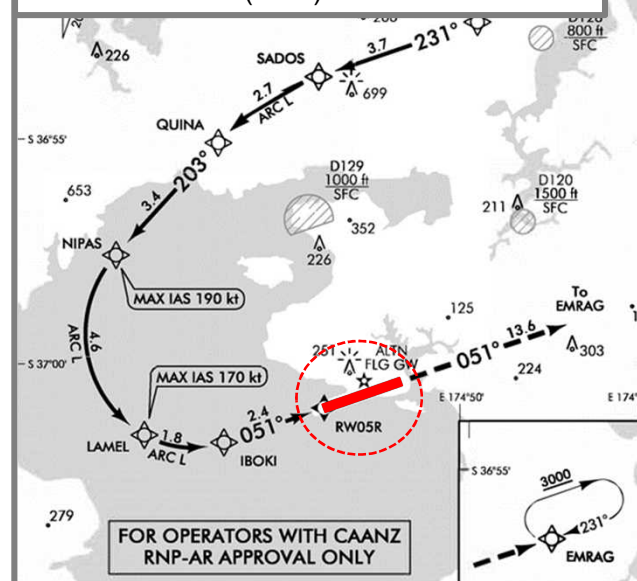 D128
800 ft
SFC
231°
3.7
SADOS
226
699
2.7
ARC L
QUINA
S 36°55'
203°
3.4
D129
1000 ft
SFC
D120
1500 ft
SFC
653
211
352
226
NIPAS
MAX IAS 190 kt
To
EMRAG
125
13.6
051°
ARC L
4.6
251
ALTN
FLG GW
303
S 37°00'
224
MAX IAS 170 kt
E 174°50'
E 174°
2.4
051°
RW05R
LAMEL
1.8
ARC L
IBOKI
S 36°55'
3000
231°
EMRAG
279
FOR OPERATORS WITH CAANZ
RNP-AR APPROVAL ONLY